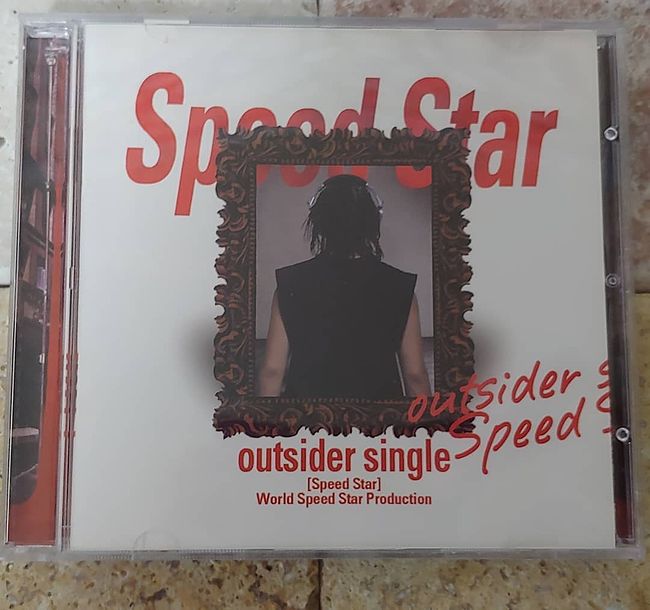 Speed Star
outsider
Speed
outsider single
[Speed Star]
World Speed Star Production